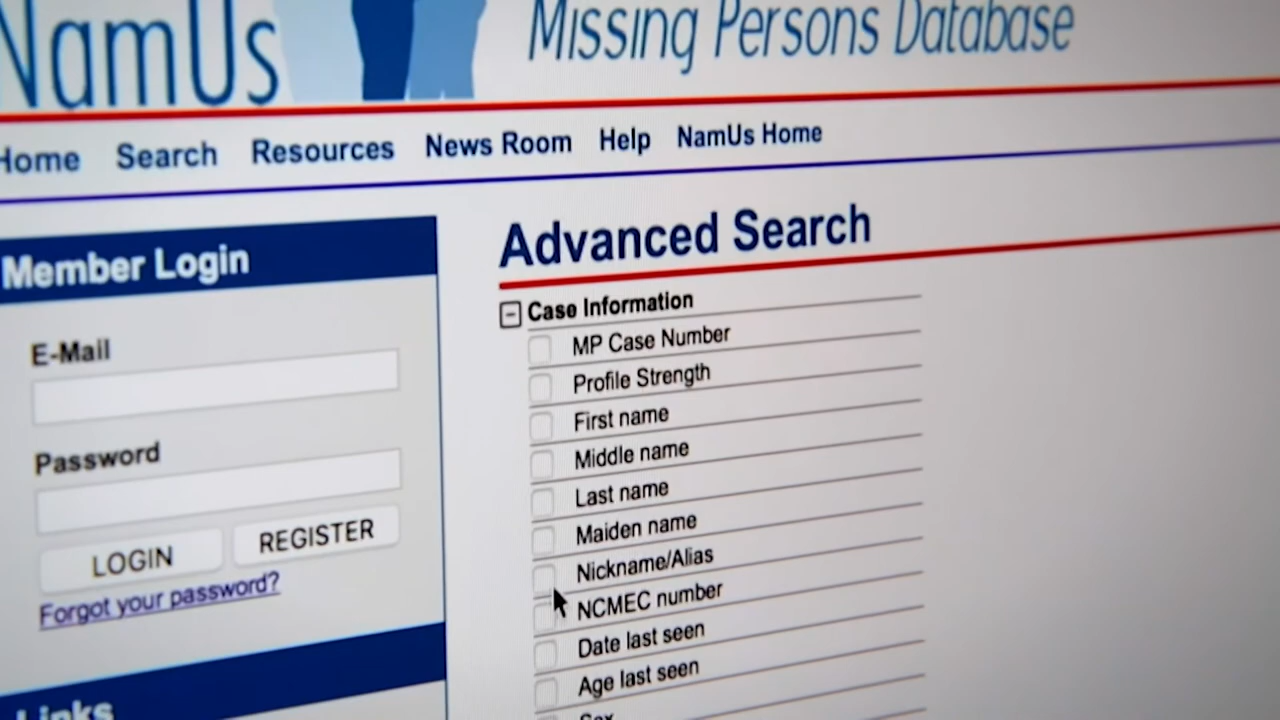 NamUs
Missing Persons Database
Home Search Resources News Room Help NamUs Home
Member Login
E-Mail
Password
LOGIN REGISTER
Forgot your password?
Links
Advanced Search
Case Information
MP Case Number
Profile Strength
First name
Middle name
Last name
Maiden name
Nickname/Alias
NCMEC number
Date last seen
Age last seen
Sex